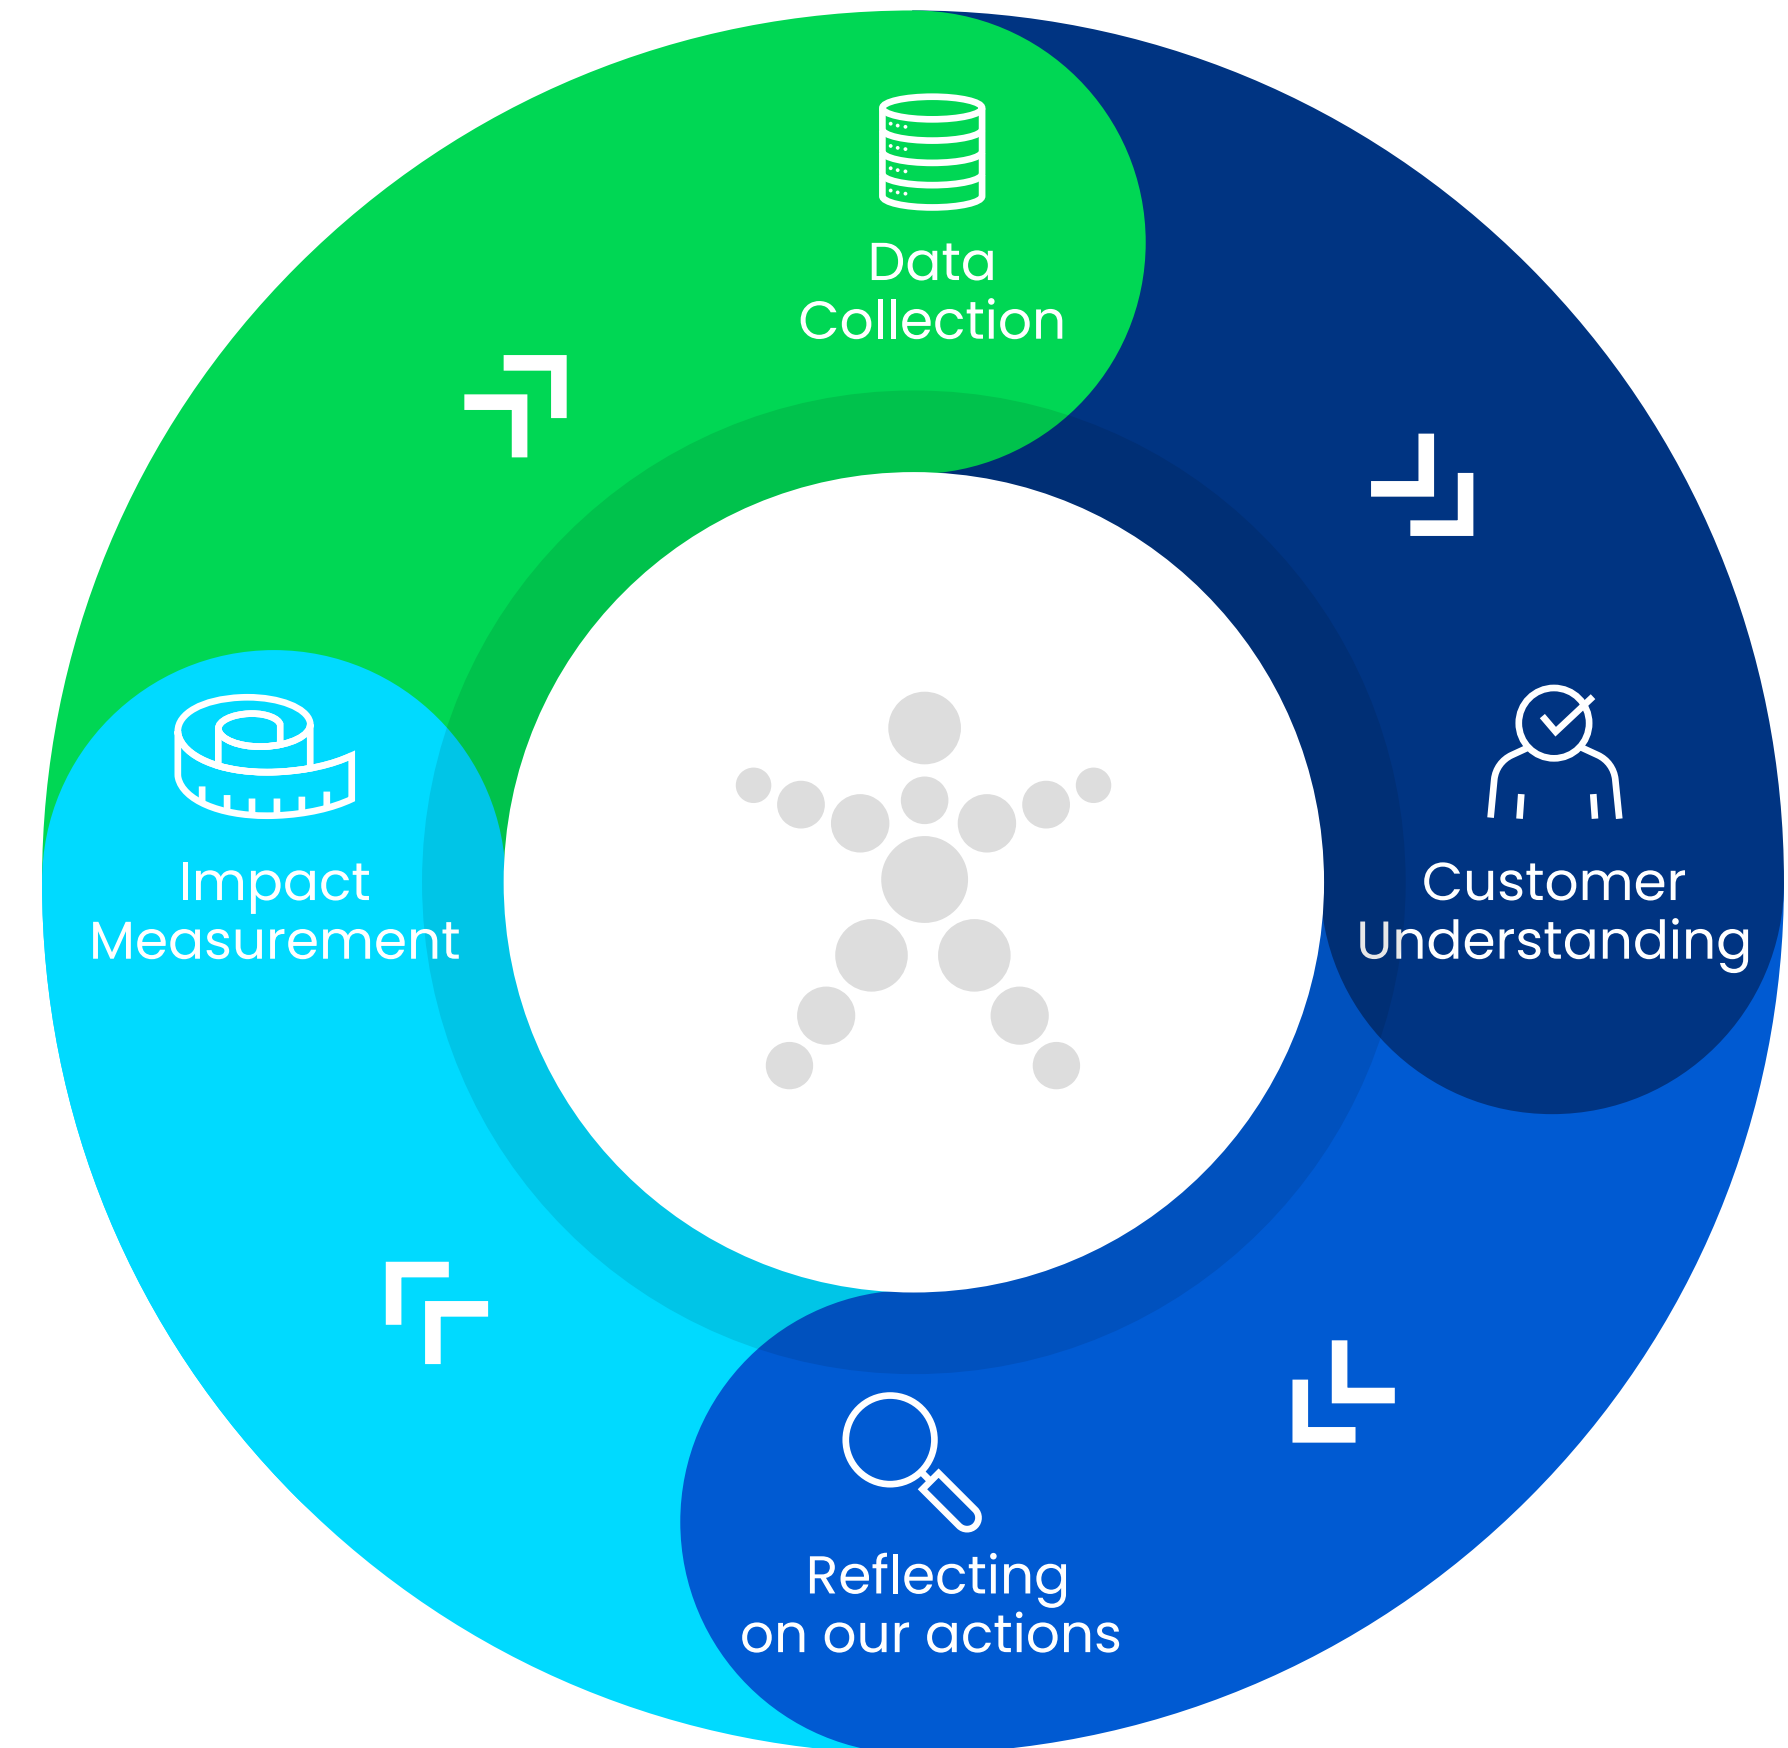 Data
Collection
Customer
Understanding
Reflecting
on our actions
Impact
Measurement